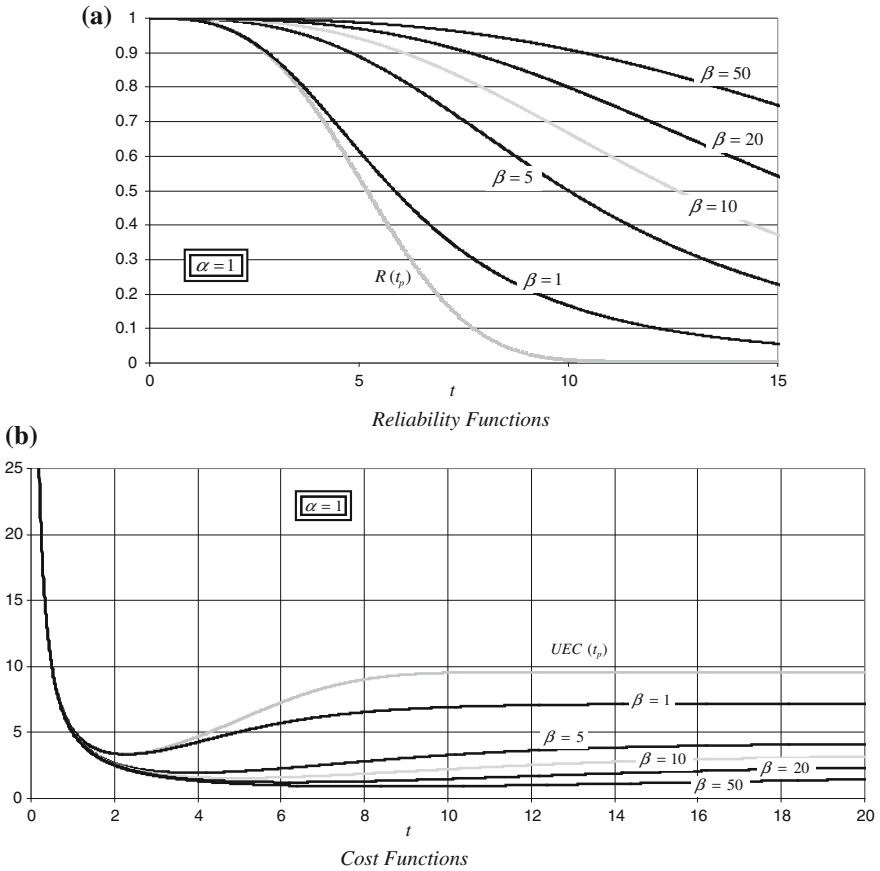 (a)
1
0.9
0.8
0.7
0.6
0.5
0.4
0.3
0.2
0.1
0
β = 50
β = 20
β = 10
β = 5
β = 1
R(t_p)
α = 1
0 5 10 15
t
Reliability Functions
(b)
25
20
15
10
5
0
α = 1
UEC (t_p)
β = 1
β = 5
β = 10
β = 20
β = 50
0 2 4 6 8 10 12 14 16 18 20
t
Cost Functions